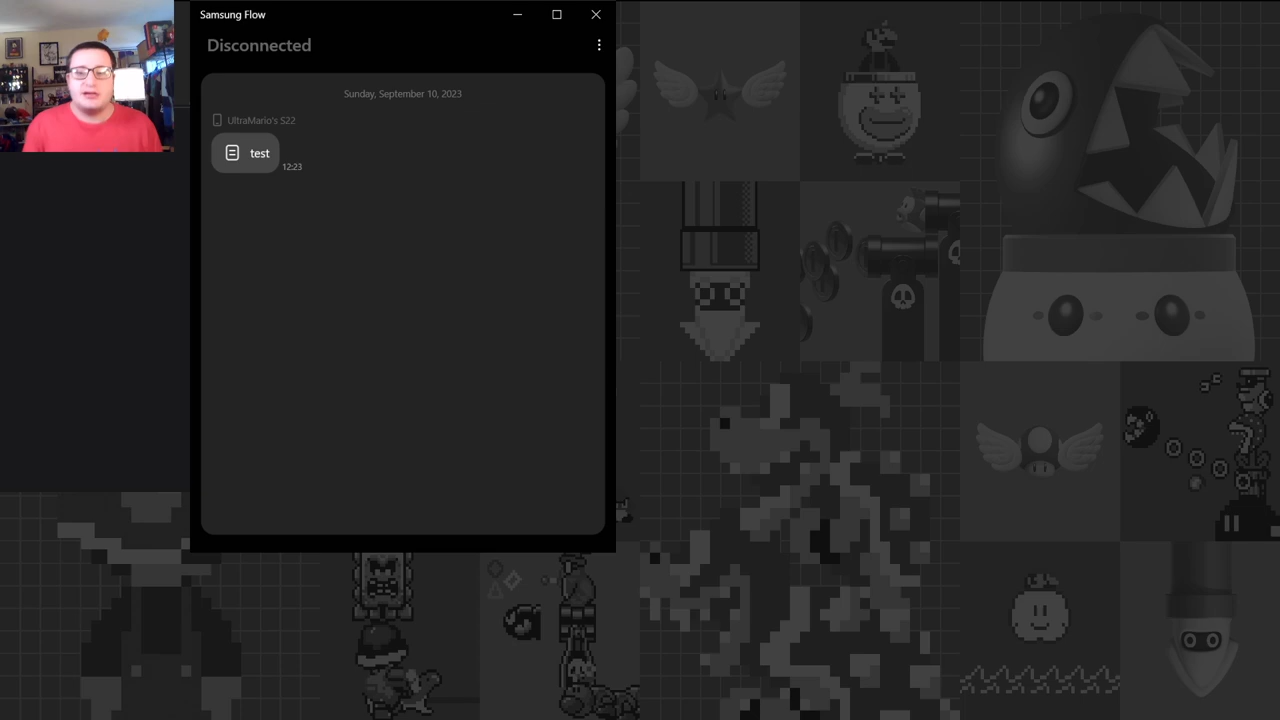 Samsung Flow
Disconnected
Sunday, September 10, 2023
UltraMario's S22
test
12:23